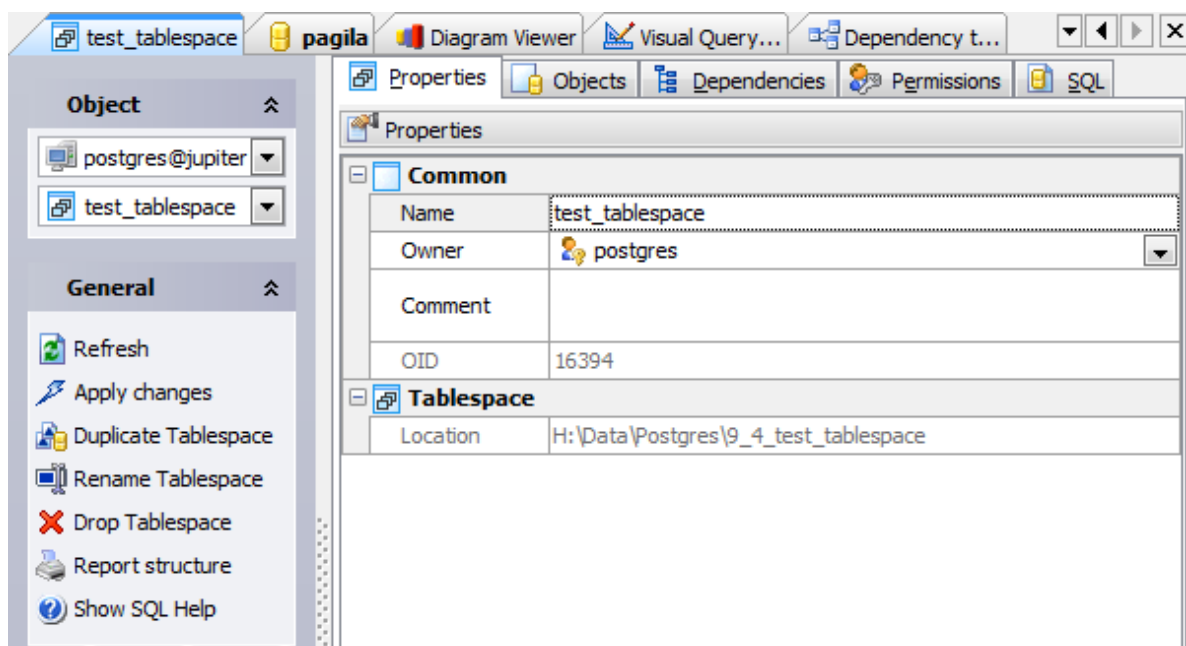 test_tablespace pagila Diagram Viewer Visual Query... Dependency t...
Object
postgres@jupiter
test_tablespace
General
Refresh
Apply changes
Duplicate Tablespace
Rename Tablespace
Drop Tablespace
Report structure
Show SQL Help
Properties Objects Dependencies Permissions SQL
Properties
Common
Name test_tablespace
Owner postgres
Comment
OID 16394
Tablespace
Location H:\Data\Postgres\9_4_test_tablespace